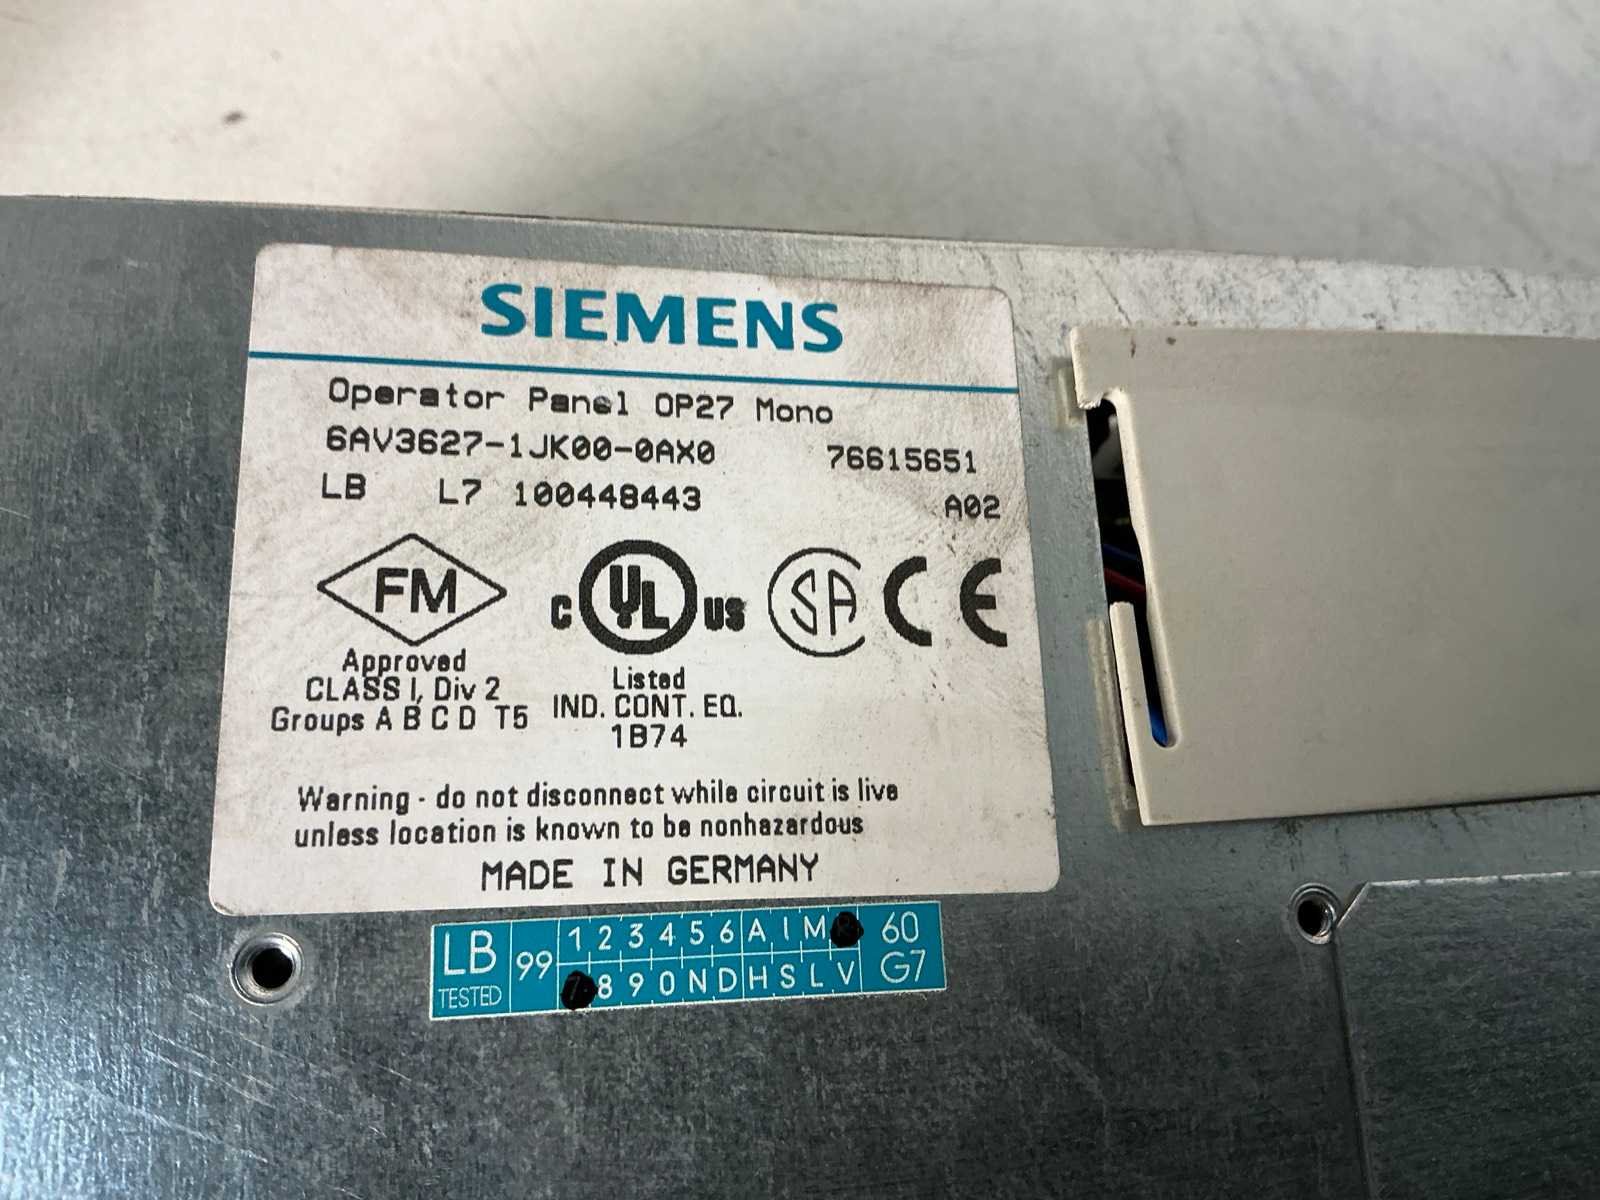 SIEMENS
Operator Panel OP27 Mono
6AV3627-1JK00-0AX0 76615651
LB L7 100448443 A02
FM
C UL US
SA
CE
Approved
CLASS I, Div 2
Groups A B C D T5
Listed
IND. CONT. EQ.
1B74
Warning - do not disconnect while circuit is live
unless location is known to be nonhazardous
MADE IN GERMANY
LB 99 1 2 3 4 5 6 A I M 60
TESTED 7 8 9 0 N D H S L V G7